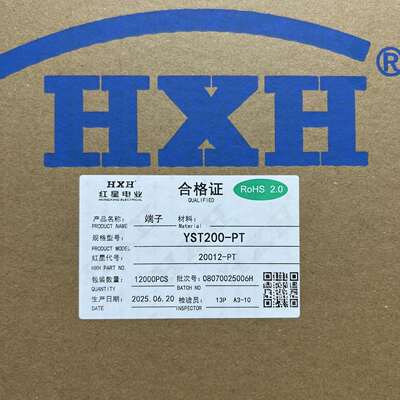 HXH®
HXH®
红星电业
HONGXING ELECTRICAL
合格证
QUALIFIED
RoHS 2.0
产品名称: 端子 材料:
PRODUCT NAME Material
规格型号: YST200-PT
PRODUCT MODEL
红星代号: 20012-PT
HXH PART NO.
包装数量: 12000PCS 批次号: 08070025006H
QUANTITY BATCH NO
生产日期 2025.06.20 检验员: 13P A3-10
DATE INSPECTOR